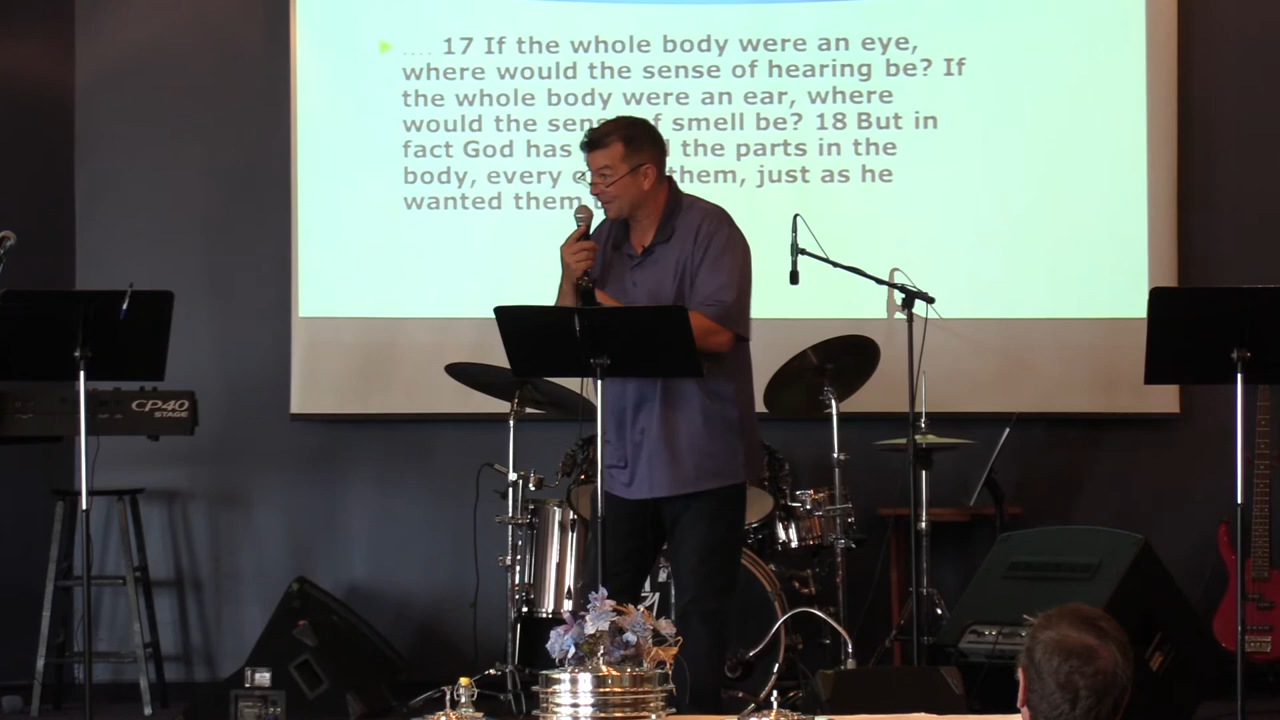 .... 17 If the whole body were an eye,
where would the sense of hearing be? If
the whole body were an ear, where
would the sens f smell be? 18 But in
fact God has the parts in the
body, every them, just as he
wanted them
CP40
STAGE